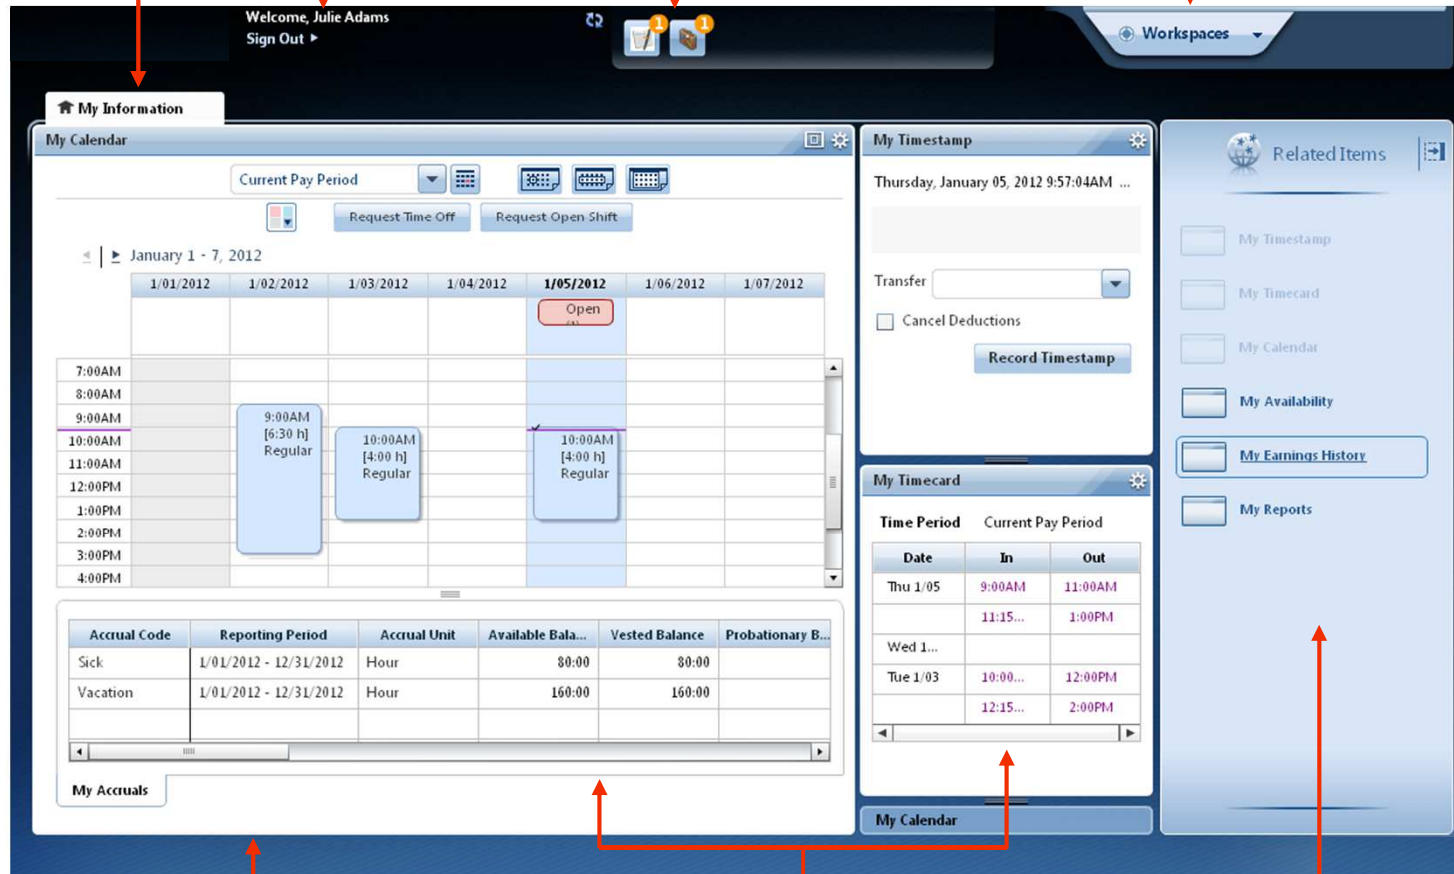 Welcome, Julie Adams
Sign Out
1
1
Workspaces
My Information
My Calendar
Current Pay Period
Request Time Off
Request Open Shift
January 1 - 7, 2012
1/01/2012 1/02/2012 1/03/2012 1/04/2012 1/05/2012 1/06/2012 1/07/2012
Open
(1)
7:00AM
8:00AM
9:00AM
10:00AM
11:00AM
12:00PM
1:00PM
2:00PM
3:00PM
4:00PM
9:00AM
[6:30 h]
Regular
10:00AM
[4:00 h]
Regular
10:00AM
[4:00 h]
Regular
Accrual Code Reporting Period Accrual Unit Available Bala... Vested Balance Probationary B...
Sick 1/01/2012 - 12/31/2012 Hour 80:00 80:00
Vacation 1/01/2012 - 12/31/2012 Hour 160:00 160:00
My Accruals
My Timestamp
Thursday, January 05, 2012 9:57:04AM ...
Transfer
Cancel Deductions
Record Timestamp
My Timecard
Time Period Current Pay Period
Date In Out
Thu 1/05 9:00AM 11:00AM
11:15... 1:00PM
Wed 1...
Tue 1/03 10:00... 12:00PM
12:15... 2:00PM
My Calendar
Related Items
My Timestamp
My Timecard
My Calendar
My Availability
My Earnings History
My Reports